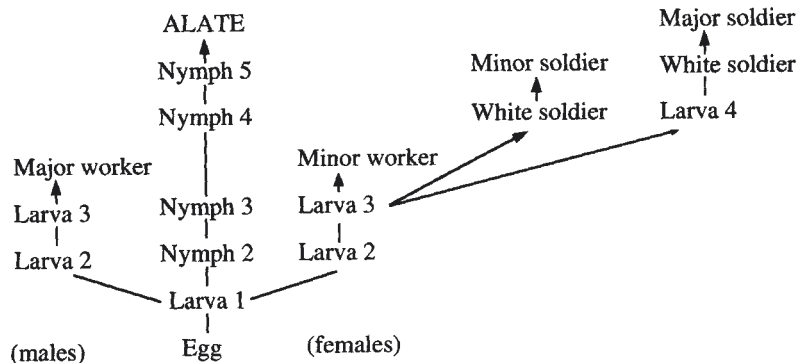 ALATE
Nymph 5
Nymph 4
Nymph 3
Nymph 2
Major worker
Larva 3
Larva 2
Minor worker
Larva 3
Larva 2
Minor soldier
White soldier
Major soldier
White soldier
Larva 4
Larva 1
(males)
Egg
(females)